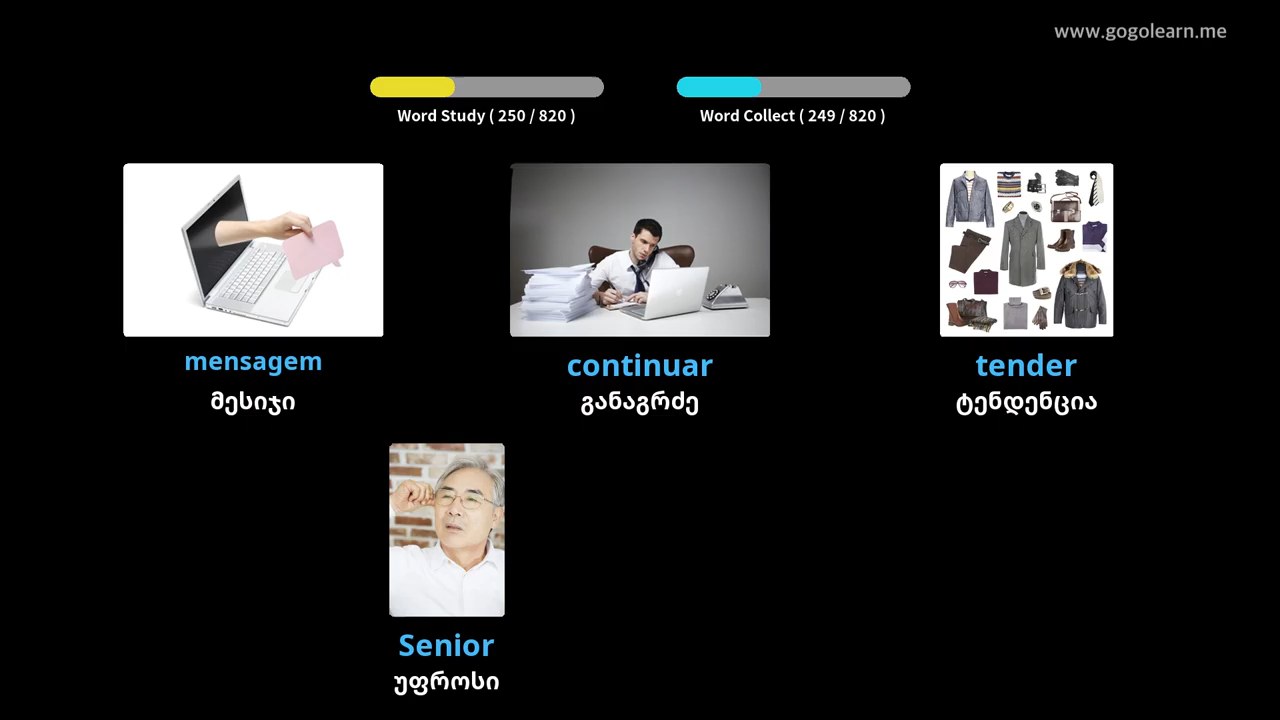 www.gogolearn.me
Word Study ( 250 / 820 )
Word Collect ( 249 / 820 )
mensagem
მესიჯი
continuar
განაგრძე
tender
ტენდენცია
Senior
უფროსი